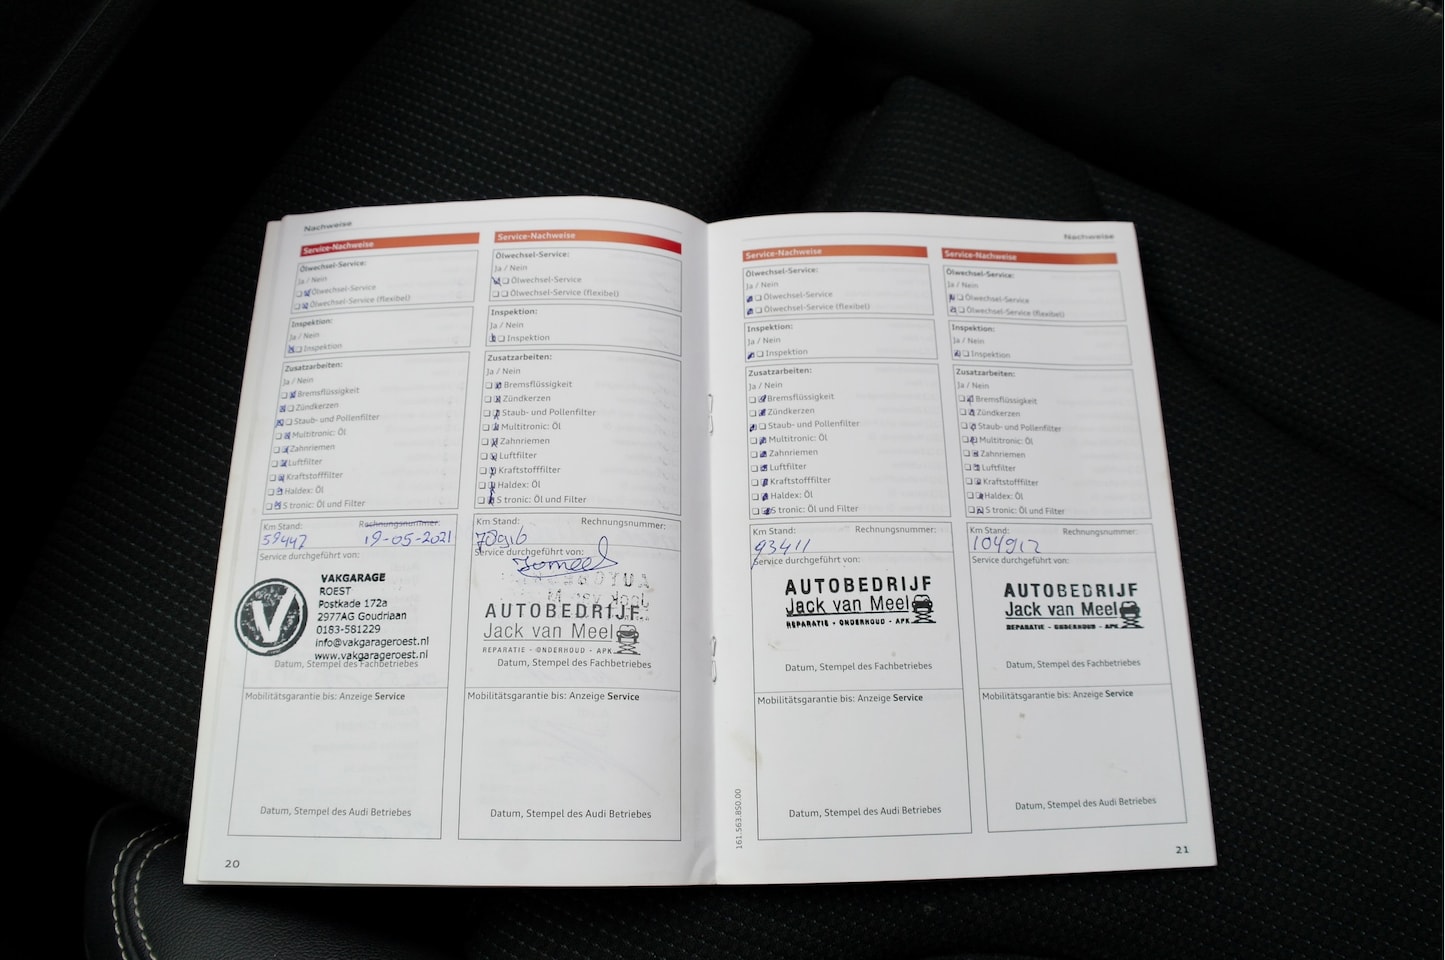 Nachweise
Service-Nachweise
Ölwechsel-Service:
Ja / Nein
Ölwechsel-Service
Ölwechsel-Service (flexibel)
Inspektion:
Ja / Nein
Inspektion
Zusatzarbeiten:
Ja / Nein
Bremsflüssigkeit
Zündkerzen
Staub- und Pollenfilter
Multitronic: Öl
Zahnriemen
Luftfilter
Kraftstofffilter
Haldex: Öl
S tronic: Öl und Filter
Km Stand: Rechnungsnummer:
59447 19-05-2021
Service durchgeführt von:
VAKGARAGE
ROEST
Postkade 172a
2977AG Goudriaan
0183-581229
info@vakgarageroest.nl
www.vakgarageroest.nl
Datum, Stempel des Fachbetriebes
Mobilitätsgarantie bis: Anzeige Service
Datum, Stempel des Audi Betriebes
20
Service-Nachweise
Ölwechsel-Service:
Ja / Nein
Ölwechsel-Service
Ölwechsel-Service (flexibel)
Inspektion:
Ja / Nein
Inspektion
Zusatzarbeiten:
Ja / Nein
Bremsflüssigkeit
Zündkerzen
Staub- und Pollenfilter
Multitronic: Öl
Zahnriemen
Luftfilter
Kraftstofffilter
Haldex: Öl
S tronic: Öl und Filter
Km Stand: Rechnungsnummer:
Service durchgeführt von:
AUTOBEDRIJF
Jack van Meel
REPARATIE - ONDERHOUD - APK
Datum, Stempel des Fachbetriebes
Mobilitätsgarantie bis: Anzeige Service
Datum, Stempel des Audi Betriebes
Nachweise
Service-Nachweise
Ölwechsel-Service:
Ja / Nein
Ölwechsel-Service
Ölwechsel-Service (flexibel)
Inspektion:
Ja / Nein
Inspektion
Zusatzarbeiten:
Ja / Nein
Bremsflüssigkeit
Zündkerzen
Staub- und Pollenfilter
Multitronic: Öl
Zahnriemen
Luftfilter
Kraftstofffilter
Haldex: Öl
S tronic: Öl und Filter
Km Stand: Rechnungsnummer:
93411
Service durchgeführt von:
AUTOBEDRIJF
Jack van Meel
REPARATIE - ONDERHOUD - APK
Datum, Stempel des Fachbetriebes
Mobilitätsgarantie bis: Anzeige Service
Datum, Stempel des Audi Betriebes
161.563.850.00
Service-Nachweise
Ölwechsel-Service:
Ja / Nein
Ölwechsel-Service
Ölwechsel-Service (flexibel)
Inspektion:
Ja / Nein
Inspektion
Zusatzarbeiten:
Ja / Nein
Bremsflüssigkeit
Zündkerzen
Staub- und Pollenfilter
Multitronic: Öl
Zahnriemen
Luftfilter
Kraftstofffilter
Haldex: Öl
S tronic: Öl und Filter
Km Stand: Rechnungsnummer:
104912
Service durchgeführt von:
AUTOBEDRIJF
Jack van Meel
REPARATIE - ONDERHOUD - APK
Datum, Stempel des Fachbetriebes
Mobilitätsgarantie bis: Anzeige Service
Datum, Stempel des Audi Betriebes
21